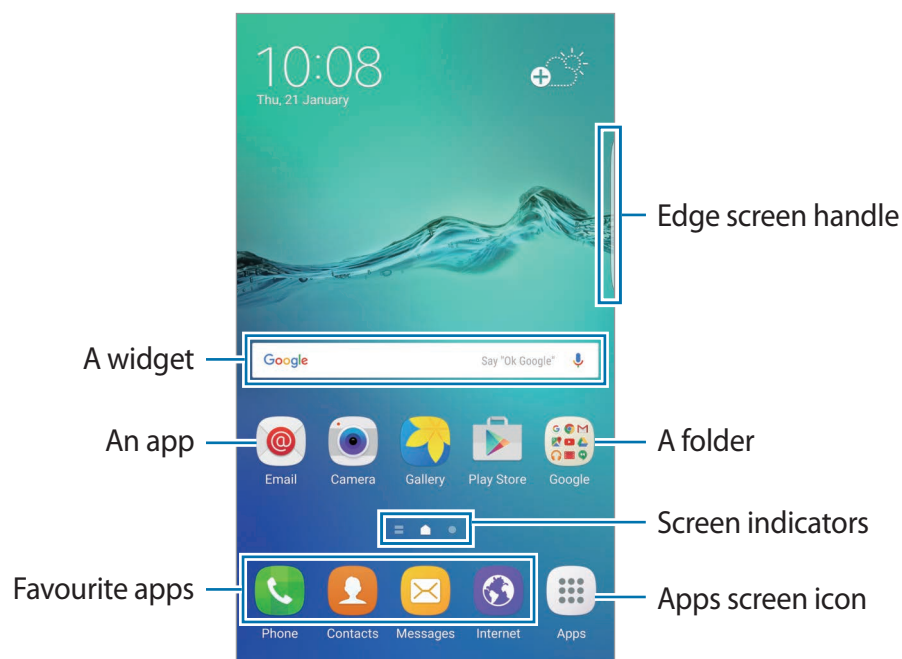 10:08
Thu, 21 January
Edge screen handle
A widget
Google
Say "Ok Google"
An app
A folder
Email
Camera
Gallery
Play Store
Google
Screen indicators
Favourite apps
Apps screen icon
Phone
Contacts
Messages
Internet
Apps